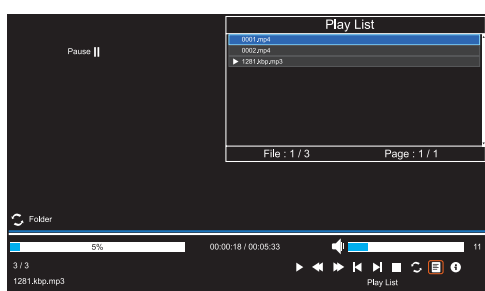 Play List
0001.mp4
Pause
0002.mp4
1281.kbp.mp3
File : 1 / 3 Page : 1 / 1
Folder
5% 00:00:18 / 00:05:33 11
3 / 3
1281.kbp.mp3 Play List